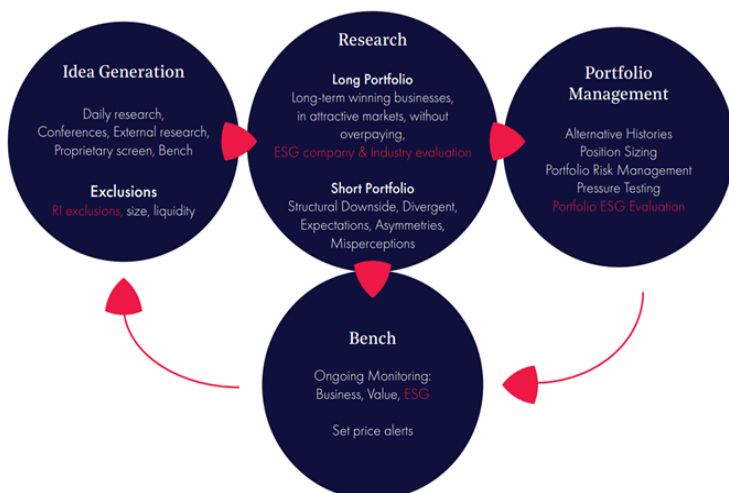 Idea Generation
Daily research,
Conferences, External research,
Proprietary screen, Bench
Exclusions
RI exclusions, size, liquidity
Research
Long Portfolio
Long-term winning businesses,
in attractive markets, without
overpaying,
ESG company & Industry evaluation
Short Portfolio
Structural Downside, Divergent,
Expectations, Asymmetries,
Misperceptions
Portfolio
Management
Alternative Histories
Position Sizing
Portfolio Risk Management
Pressure Testing
Portfolio ESG Evaluation
Bench
Ongoing Monitoring:
Business, Value, ESG
Set price alerts